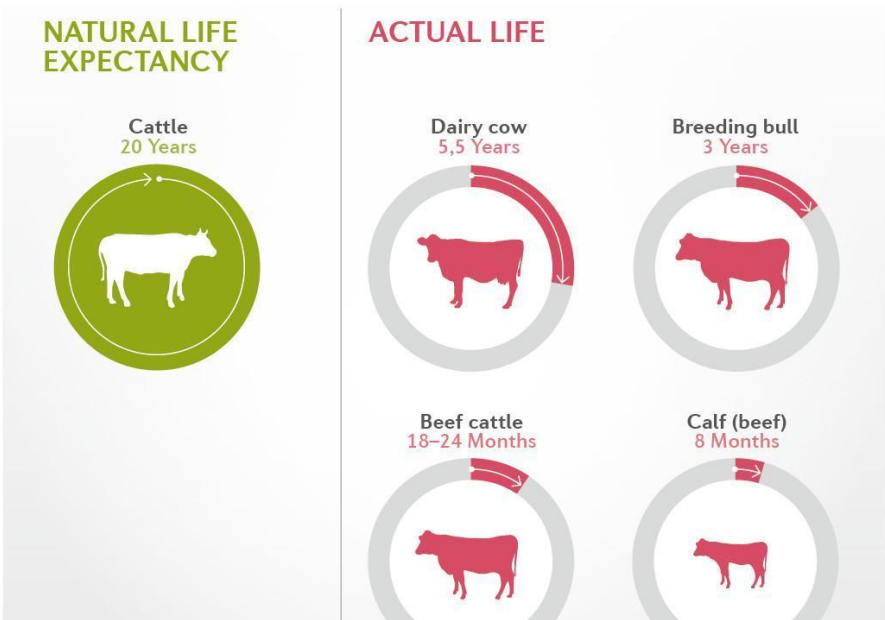 NATURAL LIFE
EXPECTANCY
Cattle
20 Years
ACTUAL LIFE
Dairy cow
5,5 Years
Breeding bull
3 Years
Beef cattle
18–24 Months
Calf (beef)
8 Months